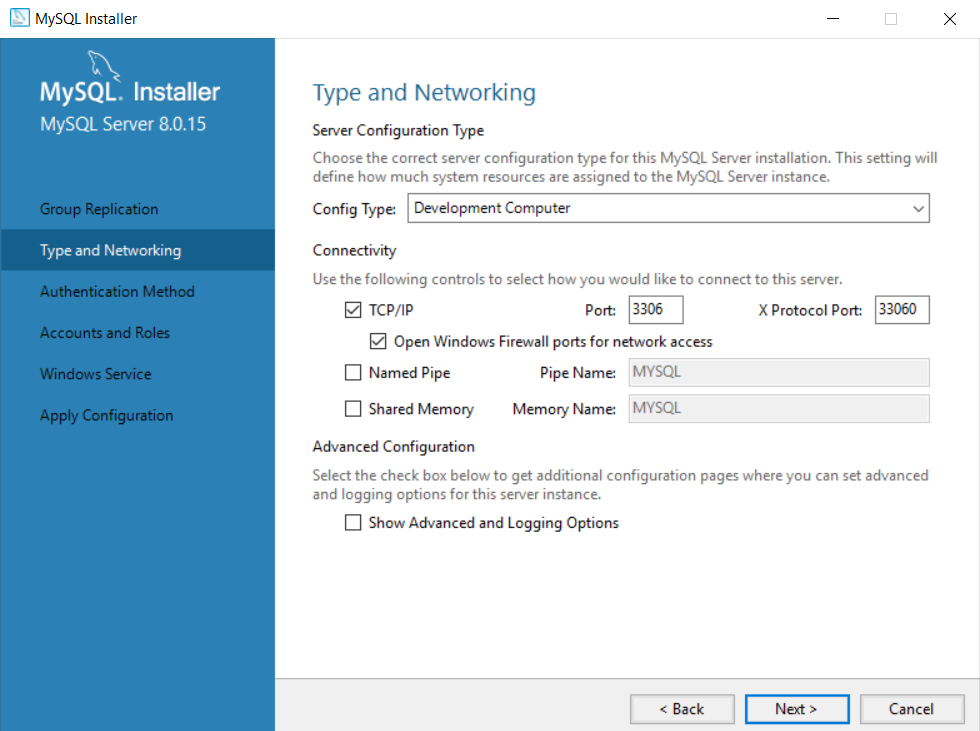 MySQL Installer
MySQL. Installer
MySQL Server 8.0.15
Group Replication
Type and Networking
Authentication Method
Accounts and Roles
Windows Service
Apply Configuration
Type and Networking
Server Configuration Type
Choose the correct server configuration type for this MySQL Server installation. This setting will
define how much system resources are assigned to the MySQL Server instance.
Config Type: Development Computer
Connectivity
Use the following controls to select how you would like to connect to this server.
TCP/IP Port: 3306 X Protocol Port: 33060
Open Windows Firewall ports for network access
Named Pipe Pipe Name: MYSQL
Shared Memory Memory Name: MYSQL
Advanced Configuration
Select the check box below to get additional configuration pages where you can set advanced
and logging options for this server instance.
Show Advanced and Logging Options
< Back Next > Cancel